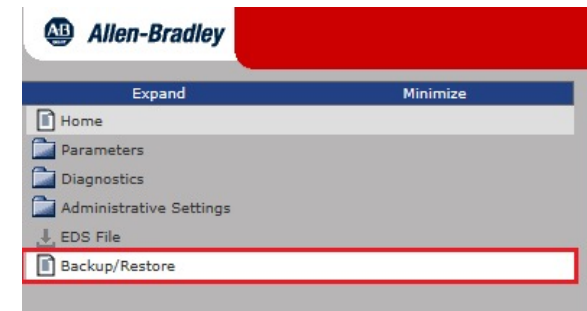 AB
Allen-Bradley
Expand Minimize
Home
Parameters
Diagnostics
Administrative Settings
EDS File
Backup/Restore